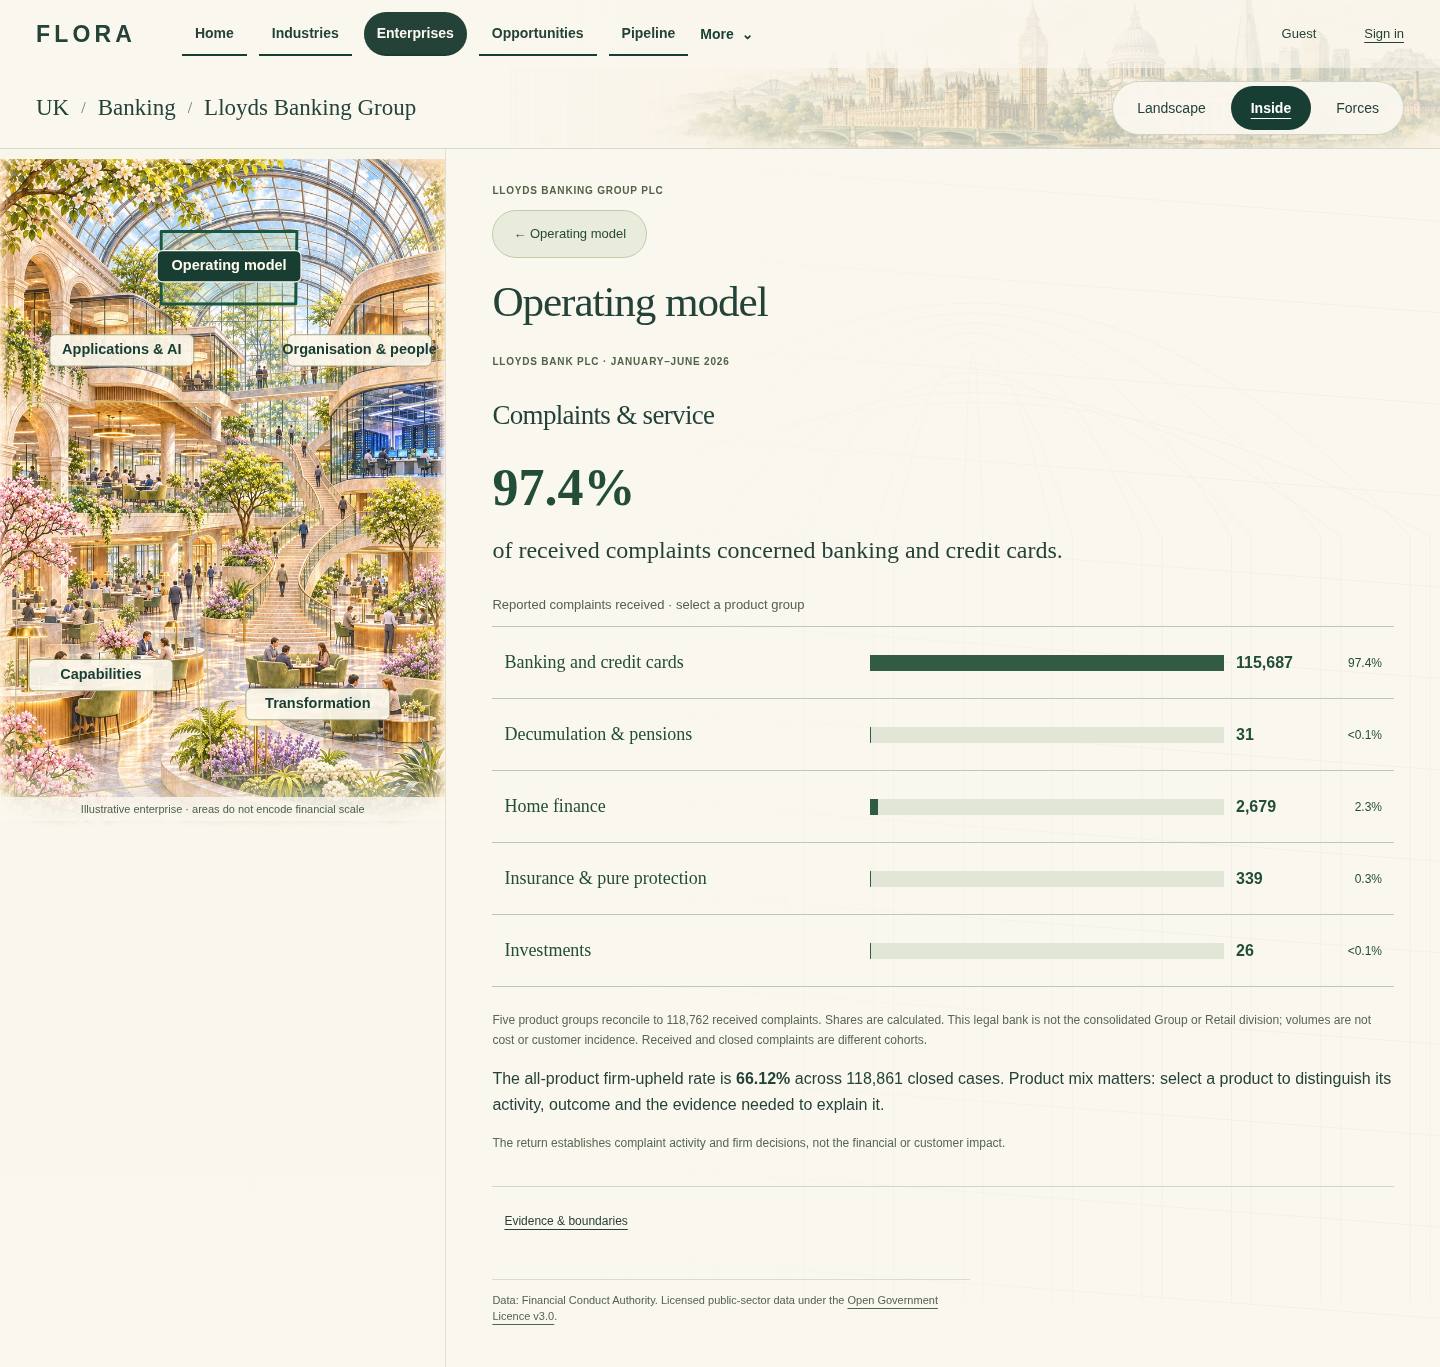 FLORA
Home
Industries
Enterprises
Opportunities
Pipeline
More
Guest
Sign in
UK / Banking / Lloyds Banking Group
Landscape
Inside
Forces
Operating model
Applications & AI
Organisation & people
Capabilities
Transformation
Illustrative enterprise · areas do not encode financial scale
LLOYDS BANKING GROUP PLC
← Operating model
Operating model
LLOYDS BANK PLC · JANUARY–JUNE 2026
Complaints & service
97.4%
of received complaints concerned banking and credit cards.
Reported complaints received · select a product group
Banking and credit cards 115,687 97.4%
Decumulation & pensions 31 <0.1%
Home finance 2,679 2.3%
Insurance & pure protection 339 0.3%
Investments 26 <0.1%
Five product groups reconcile to 118,762 received complaints. Shares are calculated. This legal bank is not the consolidated Group or Retail division; volumes are not
cost or customer incidence. Received and closed complaints are different cohorts.
The all-product firm-upheld rate is 66.12% across 118,861 closed cases. Product mix matters: select a product to distinguish its
activity, outcome and the evidence needed to explain it.
The return establishes complaint activity and firm decisions, not the financial or customer impact.
Evidence & boundaries
Data: Financial Conduct Authority. Licensed public-sector data under the Open Government
Licence v3.0.